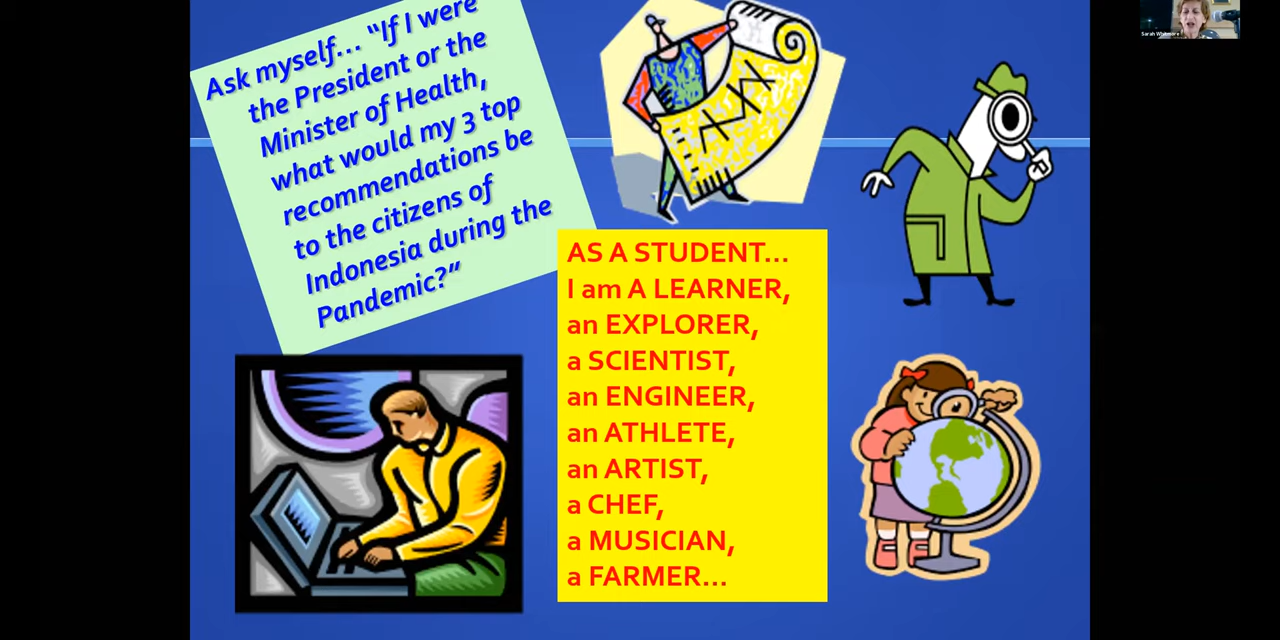 Ask myself... “If I were
the President or the
Minister of Health,
what would my 3 top
recommendations be
to the citizens of
Indonesia during the
Pandemic?”
AS A STUDENT...
I am A LEARNER,
an EXPLORER,
a SCIENTIST,
an ENGINEER,
an ATHLETE,
an ARTIST,
a CHEF,
a MUSICIAN,
a FARMER...
Sarah Whitmore